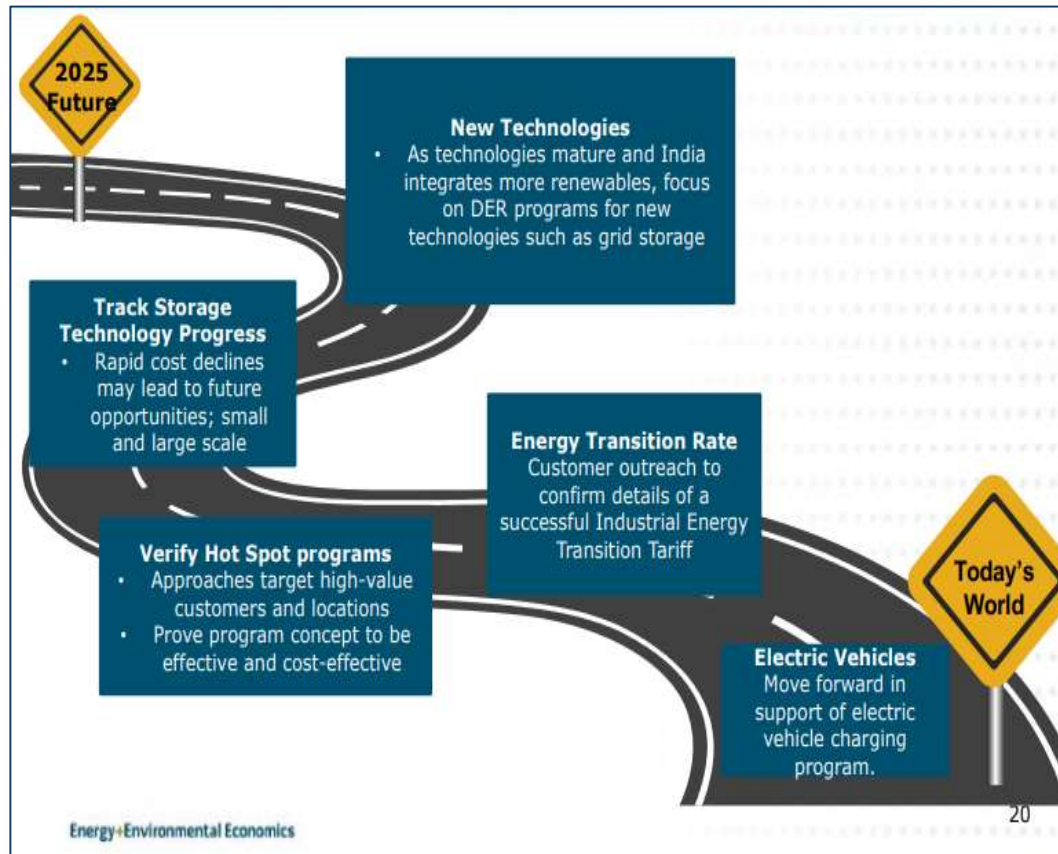 2025
Future
New Technologies
• As technologies mature and India
integrates more renewables, focus
on DER programs for new
technologies such as grid storage
Track Storage
Technology Progress
• Rapid cost declines
may lead to future
opportunities; small
and large scale
Energy Transition Rate
Customer outreach to
confirm details of a
successful Industrial Energy
Transition Tariff
Verify Hot Spot programs
• Approaches target high-value
customers and locations
• Prove program concept to be
effective and cost-effective
Today's
World
Electric Vehicles
Move forward in
support of electric
vehicle charging
program.
20
Energy+Environmental Economics